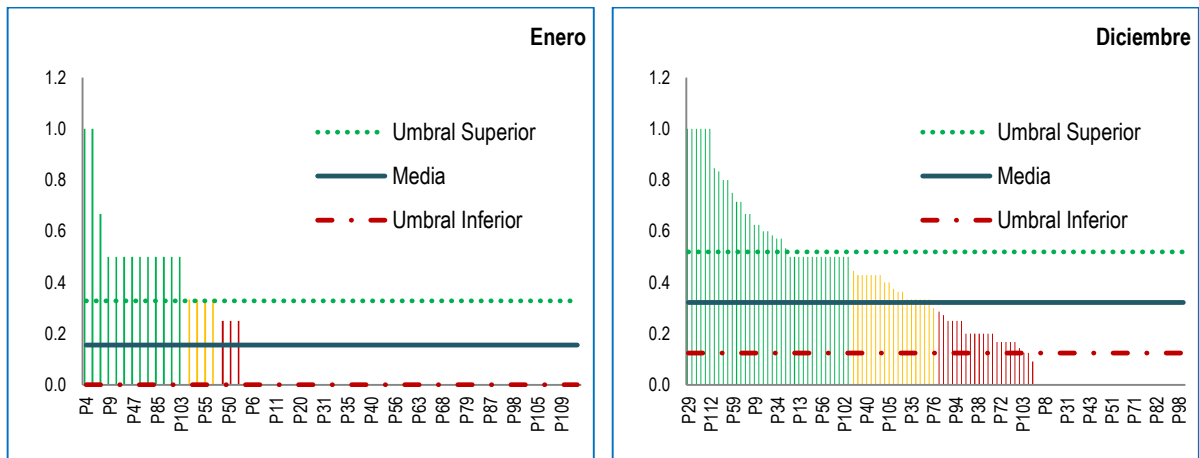 Enero
1.2
1.0
0.8
0.6
0.4
0.2
0.0
Umbral Superior
Media
Umbral Inferior
P4
P9
P47
P85
P103
P55
P50
P6
P11
P20
P31
P35
P40
P56
P63
P68
P79
P87
P98
P105
P109
Diciembre
1.2
1.0
0.8
0.6
0.4
0.2
0.0
Umbral Superior
Media
Umbral Inferior
P29
P112
P59
P9
P34
P13
P56
P102
P40
P105
P35
P76
P94
P38
P72
P103
P8
P31
P43
P51
P71
P82
P98